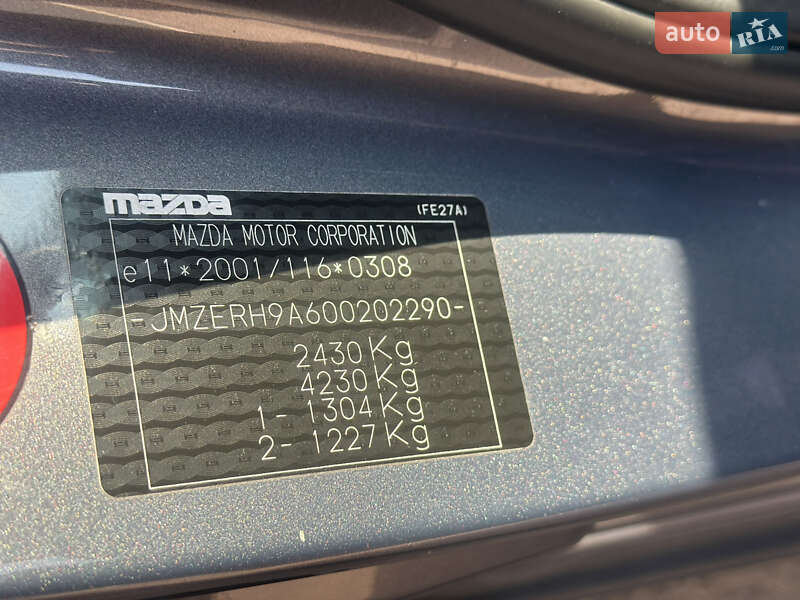 auto RIA .com
mazda (FE27A)
MAZDA MOTOR CORPORATION
e11*2001/116*0308
-JMZERH9A600202290-
2430 Kg
4230 Kg
1- 1304 Kg
2- 1227 Kg